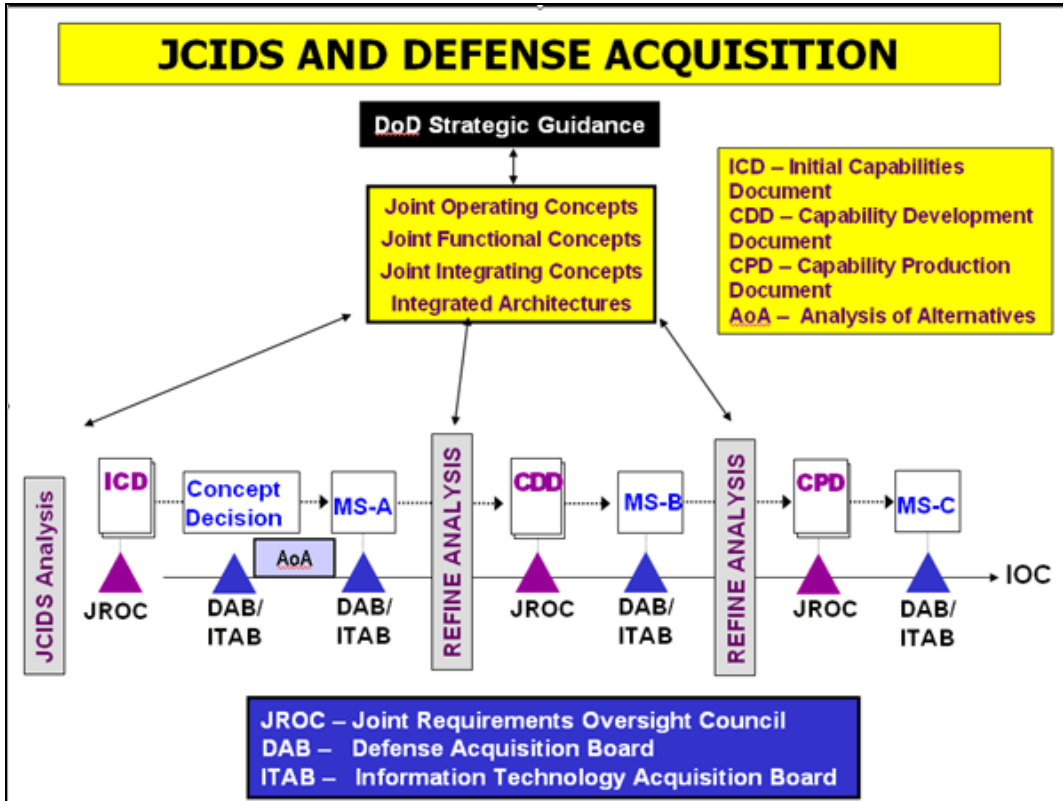 JCIDS AND DEFENSE ACQUISITION
DoD Strategic Guidance
Joint Operating Concepts
Joint Functional Concepts
Joint Integrating Concepts
Integrated Architectures
ICD – Initial Capabilities
Document
CDD – Capability Development
Document
CPD – Capability Production
Document
AoA – Analysis of Alternatives
JCIDS Analysis
ICD
Concept
Decision
MS-A
REFINE ANALYSIS
CDD
MS-B
REFINE ANALYSIS
CPD
MS-C
AoA
IOC
JROC
DAB/
ITAB
DAB/
ITAB
JROC
DAB/
ITAB
JROC
DAB/
ITAB
JROC – Joint Requirements Oversight Council
DAB – Defense Acquisition Board
ITAB – Information Technology Acquisition Board